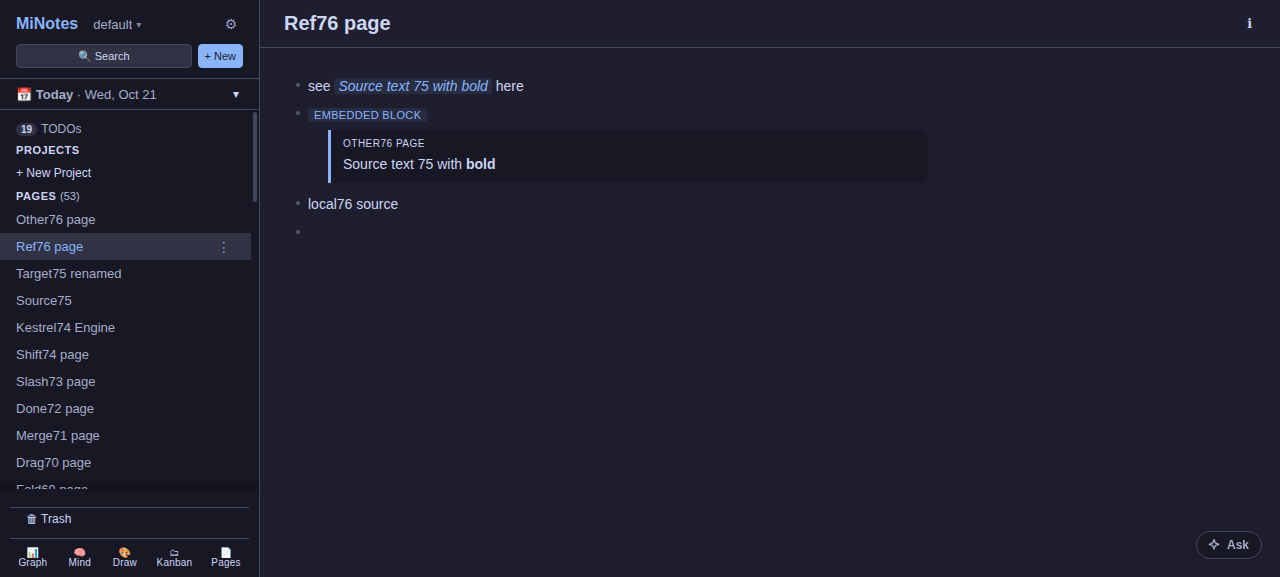 MiNotes default ▾ ⚙
🔍 Search + New
📅 Today · Wed, Oct 21 ▾
19 TODOs
PROJECTS
+ New Project
PAGES (53)
Other76 page
Ref76 page ⋮
Target75 renamed
Source75
Kestrel74 Engine
Shift74 page
Slash73 page
Done72 page
Merge71 page
Drag70 page
Fold69 page
🗑 Trash
Graph Mind Draw Kanban Pages
Ref76 page ℹ
see Source text 75 with bold here
EMBEDDED BLOCK
OTHER76 PAGE
Source text 75 with bold
local76 source
Ask